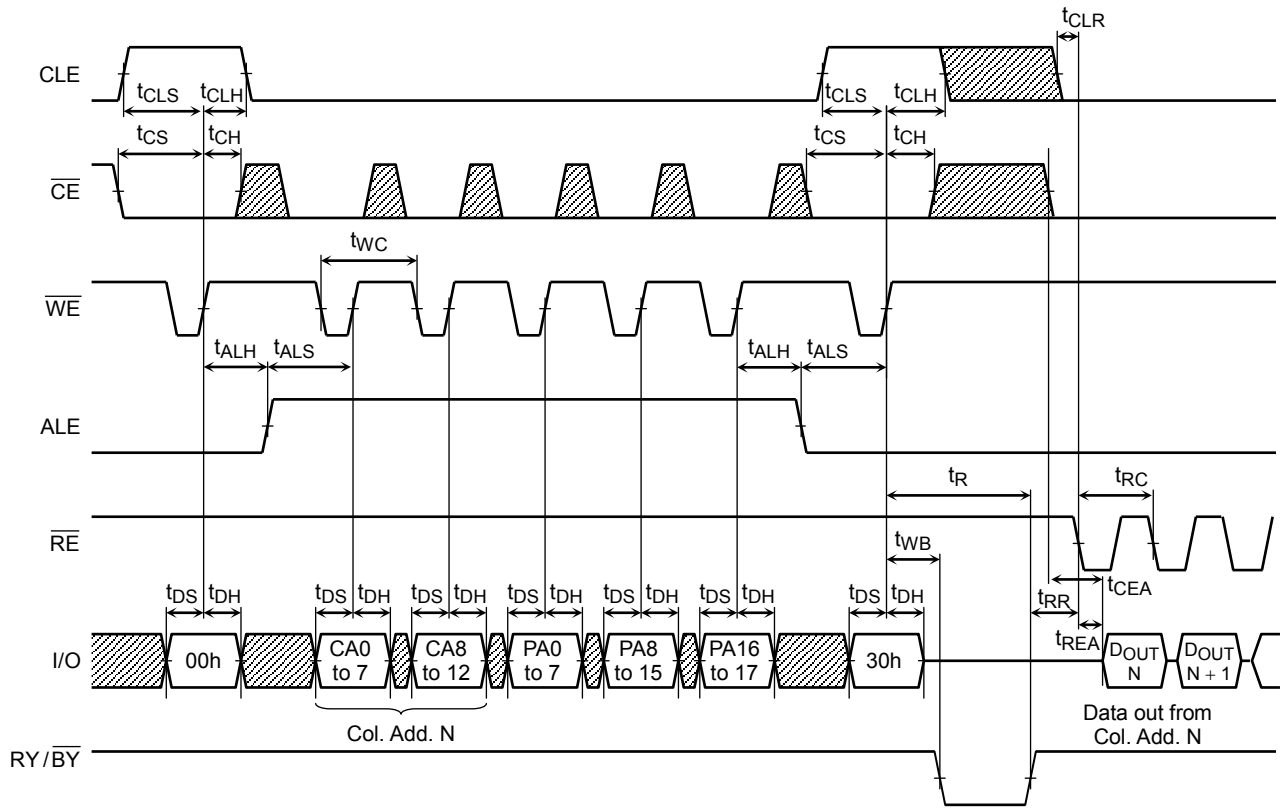 tCLR
CLE
tCLS tCLH tCLS tCLH
tCS tCH tCS tCH
CE
tWC
WE
tALH tALS tALH tALS
ALE
tR tRC
RE
tWB
tDS tDH tDS tDH tDS tDH tDS tDH tDS tDH tDS tDH tDS tDH tRR tCEA
tREA
I/O 00h CA0 to 7 CA8 to 12 PA0 to 7 PA8 to 15 PA16 to 17 30h DOUT N DOUT N + 1
Col. Add. N
Data out from
Col. Add. N
RY/BY